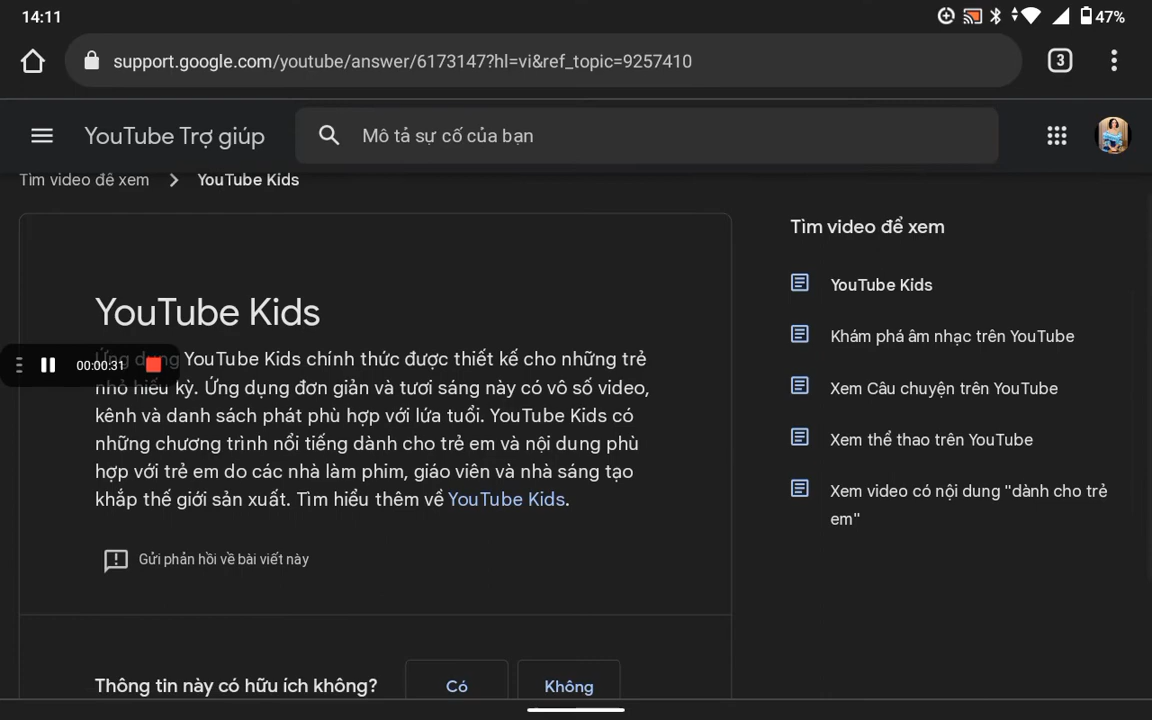 14:11
47%
support.google.com/youtube/answer/6173147?hl=vi&ref_topic=9257410
3
YouTube Trợ giúp
Mô tả sự cố của bạn
Tìm video để xem
YouTube Kids
YouTube Kids
Ứng dụng YouTube Kids chính thức được thiết kế cho những trẻ
nhỏ hiếu kỳ. Ứng dụng đơn giản và tươi sáng này có vô số video,
kênh và danh sách phát phù hợp với lứa tuổi. YouTube Kids có
những chương trình nổi tiếng dành cho trẻ em và nội dung phù
hợp với trẻ em do các nhà làm phim, giáo viên và nhà sáng tạo
khắp thế giới sản xuất. Tìm hiểu thêm về YouTube Kids.
00:00:31
Gửi phản hồi về bài viết này
Thông tin này có hữu ích không?
Có
Không
Tìm video để xem
YouTube Kids
Khám phá âm nhạc trên YouTube
Xem Câu chuyện trên YouTube
Xem thể thao trên YouTube
Xem video có nội dung "dành cho trẻ
em"